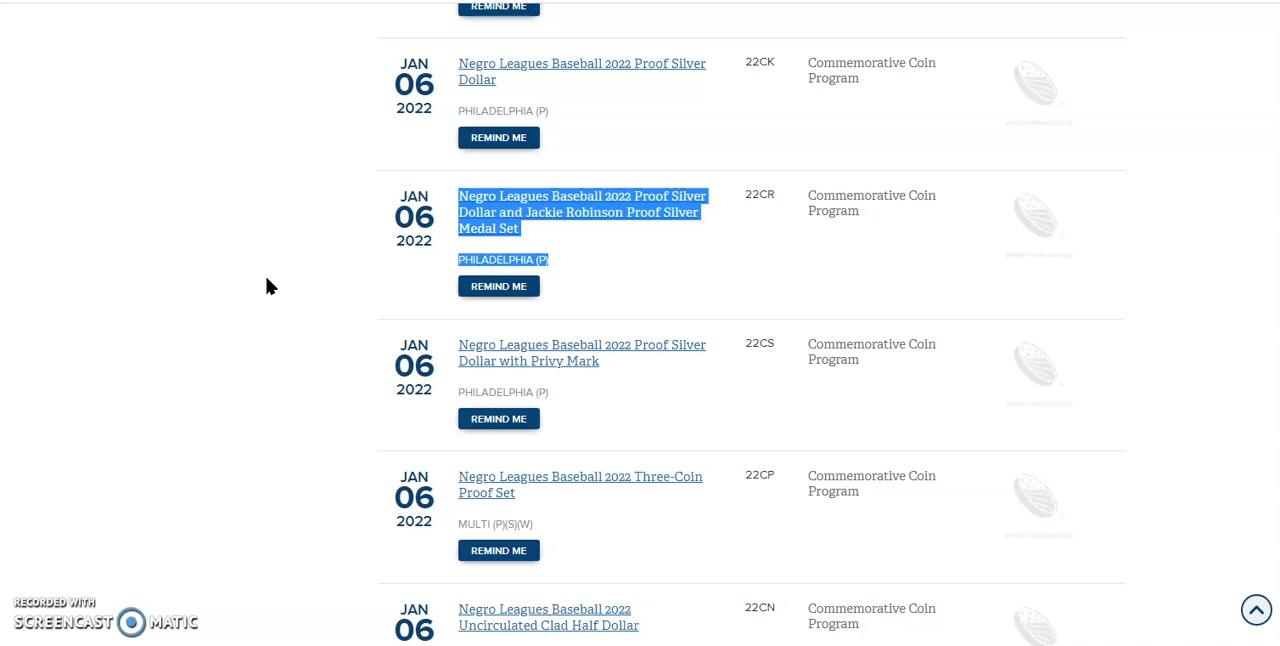 REMIND ME
JAN
06
2022
Negro Leagues Baseball 2022 Proof Silver
Dollar
PHILADELPHIA (P)
REMIND ME
22CK
Commemorative Coin
Program
JAN
06
2022
Negro Leagues Baseball 2022 Proof Silver
Dollar and Jackie Robinson Proof Silver
Medal Set
PHILADELPHIA (P)
REMIND ME
22CR
Commemorative Coin
Program
JAN
06
2022
Negro Leagues Baseball 2022 Proof Silver
Dollar with Privy Mark
PHILADELPHIA (P)
REMIND ME
22CS
Commemorative Coin
Program
JAN
06
2022
Negro Leagues Baseball 2022 Three-Coin
Proof Set
MULTI (P)(S)(W)
REMIND ME
22CP
Commemorative Coin
Program
JAN
06
Negro Leagues Baseball 2022
Uncirculated Clad Half Dollar
22CN
Commemorative Coin
Program
RECORDED WITH
SCREENCAST MATIC